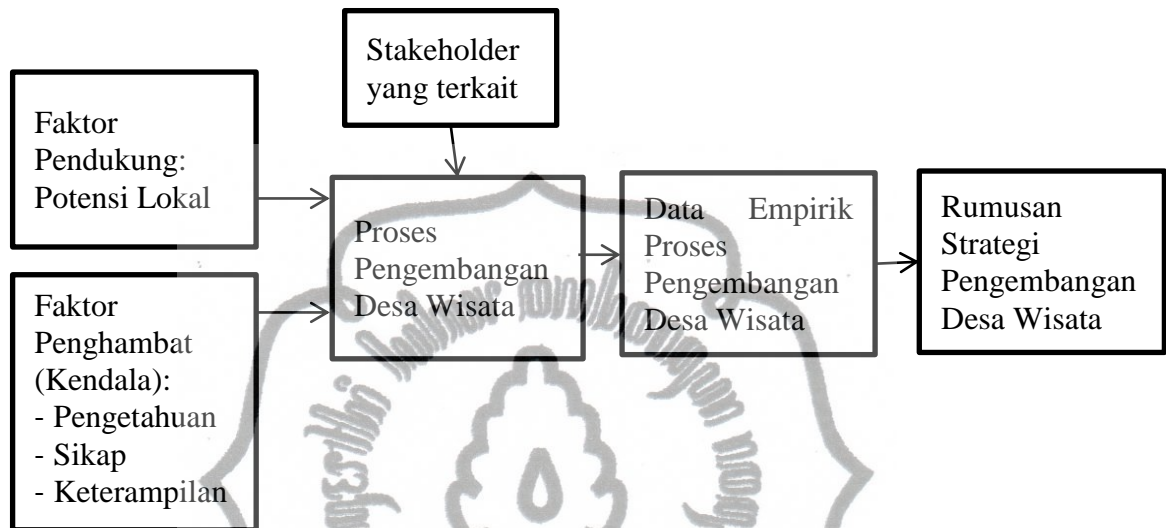 Stakeholder
yang terkait
Faktor
Pendukung:
Potensi Lokal
Faktor
Penghambat
(Kendala):
- Pengetahuan
- Sikap
- Keterampilan
Proses
Pengembangan
Desa Wisata
Data Empirik
Proses
Pengembangan
Desa Wisata
Rumusan
Strategi
Pengembangan
Desa Wisata